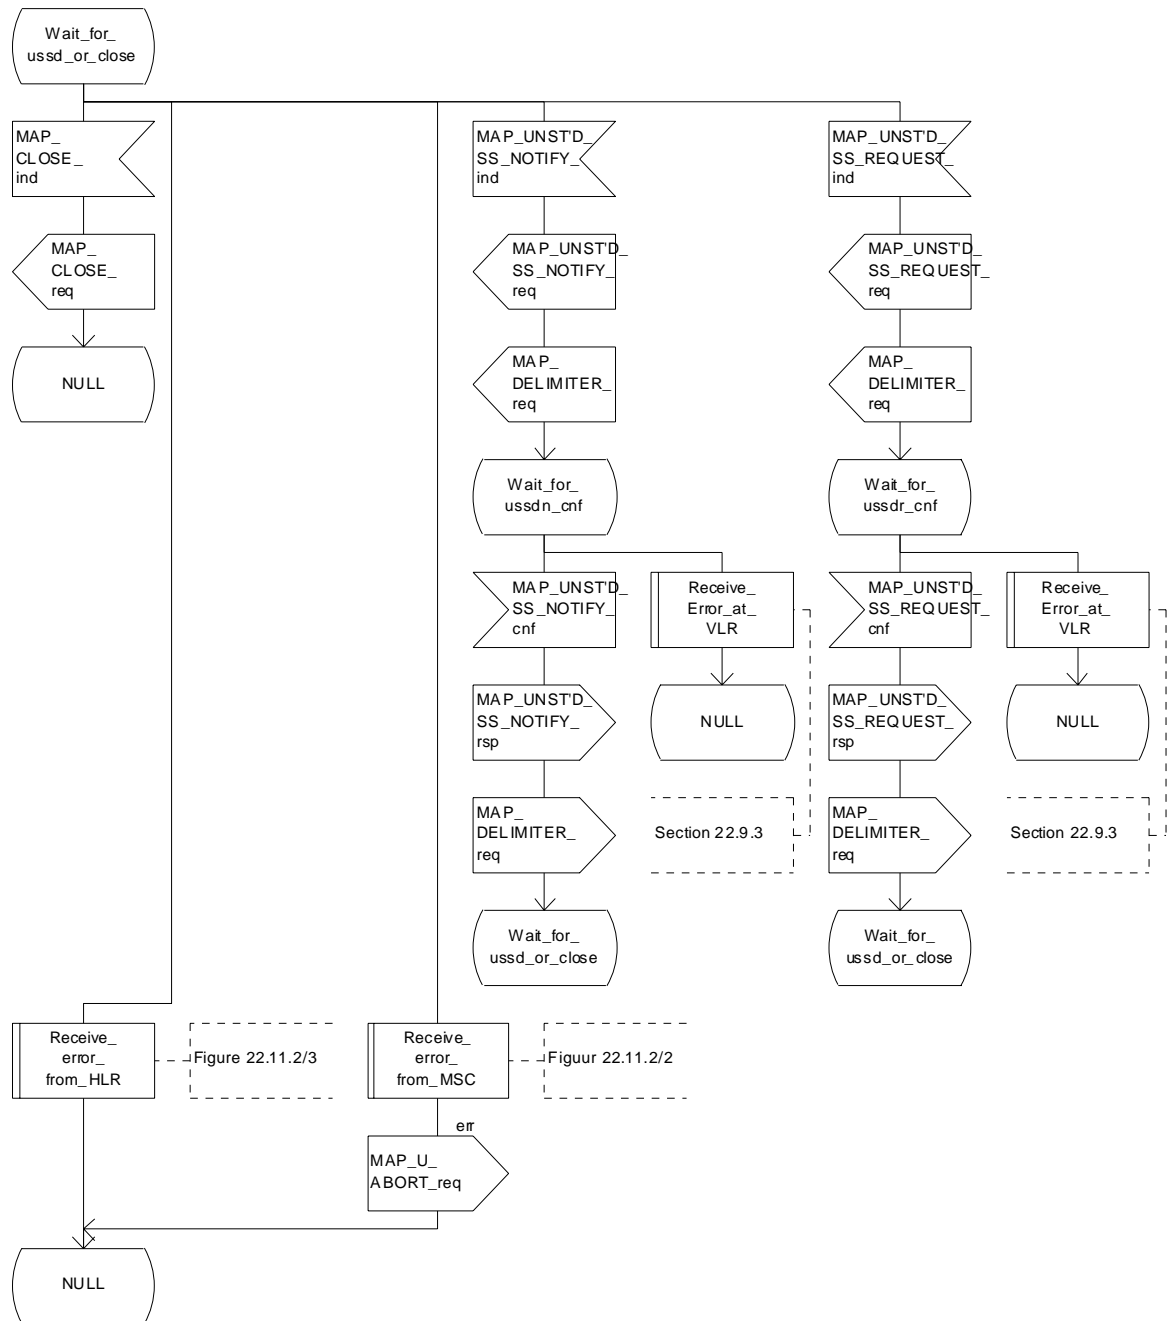 Wait_for_
ussd_or_close
MAP_
CLOSE_
ind
MAP_UNST'D_
SS_NOTIFY_
ind
MAP_UNST'D_
SS_REQUEST_
ind
MAP_
CLOSE_
req
MAP_UNST'D_
SS_NOTIFY_
req
MAP_UNST'D_
SS_REQUEST_
req
NULL
MAP_
DELIMITER_
req
MAP_
DELIMITER_
req
Wait_for_
ussdn_cnf
Wait_for_
ussdr_cnf
MAP_UNST'D_
SS_NOTIFY_
cnf
Receive_
Error_at_
VLR
MAP_UNST'D_
SS_REQUEST_
cnf
Receive_
Error_at_
VLR
MAP_UNST'D_
SS_NOTIFY_
rsp
NULL
MAP_UNST'D_
SS_REQUEST_
rsp
NULL
MAP_
DELIMITER_
req
Section 22.9.3
MAP_
DELIMITER_
req
Section 22.9.3
Wait_for_
ussd_or_close
Wait_for_
ussd_or_close
Receive_
error_
from_HLR
Figure 22.11.2/3
Receive_
error_
from_MSC
Figuur 22.11.2/2
err
MAP_U_
ABORT_req
NULL